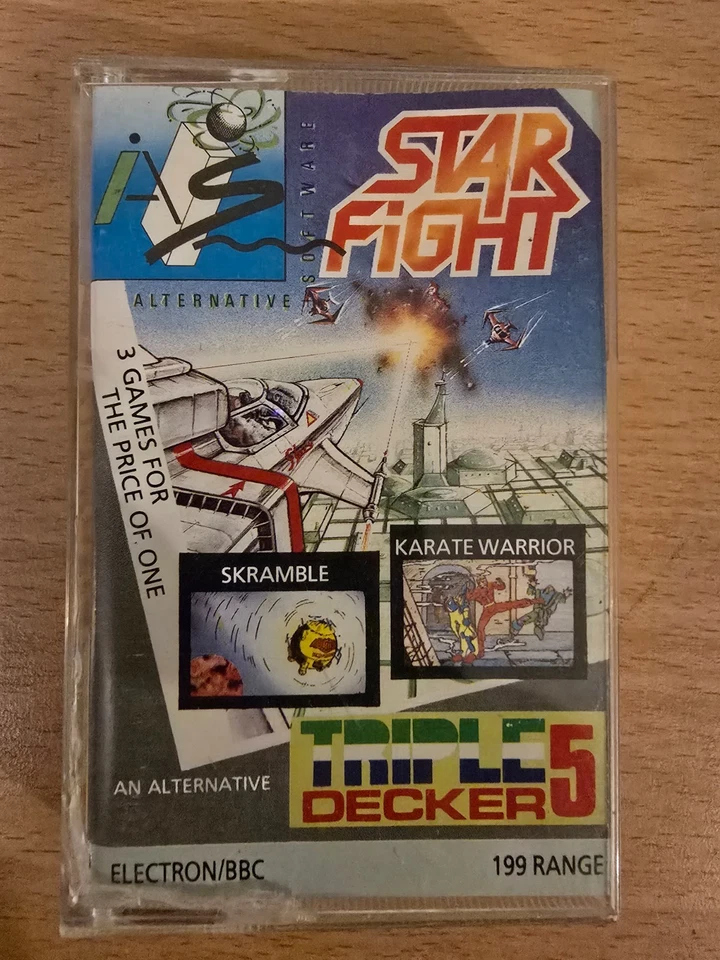 iAS
ALTERNATIVE
SOFTWARE
STAR
FiGHT
3 GAMES FOR
THE PRICE OF ONE
SKRAMBLE
KARATE WARRIOR
AN ALTERNATIVE
TRIPLE
DECKER 5
ELECTRON/BBC
199 RANGE